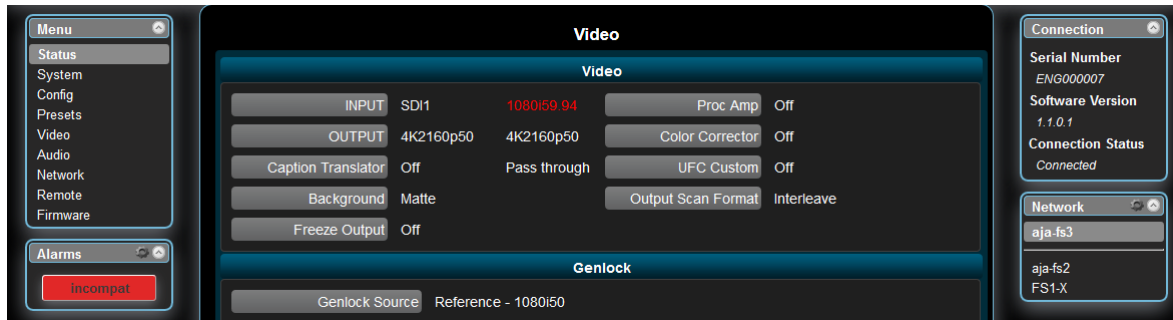 Menu
Status
System
Config
Presets
Video
Audio
Network
Remote
Firmware
Alarms
incompat
Video
Video
INPUT SDI1 1080i59.94 Proc Amp Off
OUTPUT 4K2160p50 4K2160p50 Color Corrector Off
Caption Translator Off Pass through UFC Custom Off
Background Matte Output Scan Format Interleave
Freeze Output Off
Genlock
Genlock Source Reference - 1080i50
Connection
Serial Number
ENG000007
Software Version
1.1.0.1
Connection Status
Connected
Network
aja-fs3
aja-fs2
FS1-X